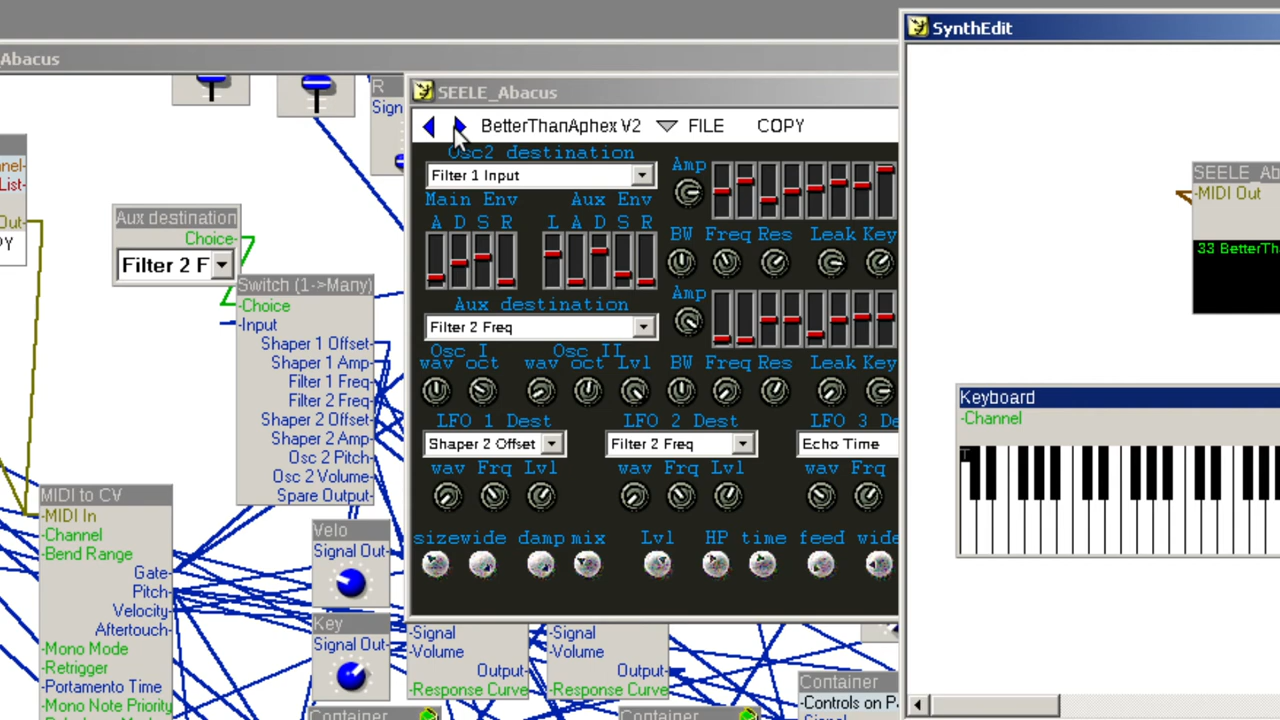 Abacus
R
Sign
nel-
List-
Out-
PY
Aux destination
Choice-
Filter 2 F
Switch (1->Many)
-Choice
-Input
Shaper 1 Offset-
Shaper 1 Amp-
Filter 1 Freq-
Filter 2 Freq-
Shaper 2 Offset-
Shaper 2 Amp-
Osc 2 Pitch-
Osc 2 Volume-
Spare Output-
MIDI to CV
-MIDI In
-Channel
-Bend Range
Gate-
Pitch-
Velocity-
Aftertouch-
-Mono Mode
-Retrigger
-Portamento Time
-Mono Note Priority
Velo
Signal Out-
Key
Signal Out-
Container
SEELE_Abacus
BetterThanAphex V2 FILE COPY
Osc2 destination
Filter 1 Input
Main Env Aux Env
A D S R L A D S R
Aux destination
Filter 2 Freq
Amp
BW Freq Res Leak Key
Amp
Osc I Osc II
wav oct wav oct Lvl BW Freq Res Leak Key
LFO 1 Dest LFO 2 Dest LFO 3 De
Shaper 2 Offset Filter 2 Freq Echo Time
wav Frq Lvl wav Frq Lvl wav Frq
size wide damp mix Lvl HP time feed wide
-Signal
-Volume
Output-
-Response Curve
-Signal
-Volume
Output-
-Response Curve
Container
Container
-Controls on P
SynthEdit
SEELE_Ab
-MIDI Out
33 BetterTh
Keyboard
-Channel
T